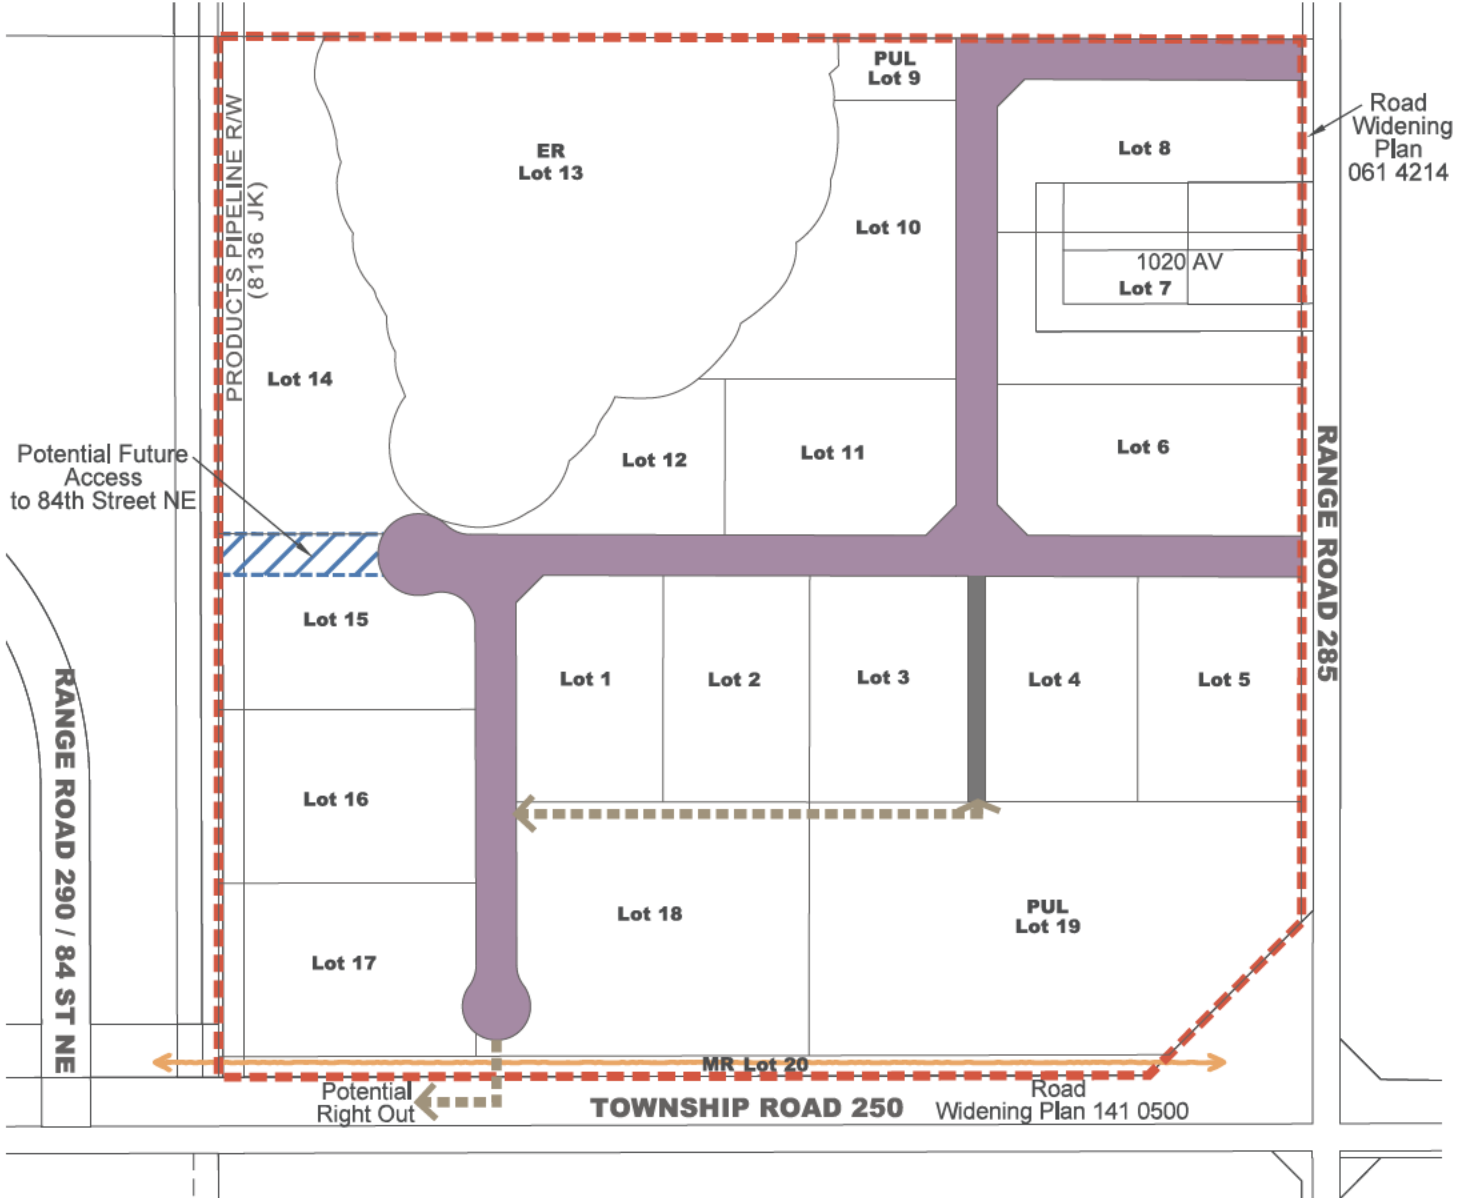 PUL
Lot 9
Road
Widening
Plan
061 4214
PRODUCTS PIPELINE R/W
(8136 JK)
ER
Lot 13
Lot 8
Lot 10
1020 AV
Lot 7
Lot 14
Potential Future
Access
to 84th Street NE
Lot 12
Lot 11
Lot 6
RANGE ROAD 285
Lot 15
Lot 1
Lot 2
Lot 3
Lot 4
Lot 5
RANGE ROAD 290 / 84 ST NE
Lot 16
Lot 18
PUL
Lot 19
Lot 17
MR Lot 20
Potential
Right Out
TOWNSHIP ROAD 250
Road
Widening Plan 141 0500